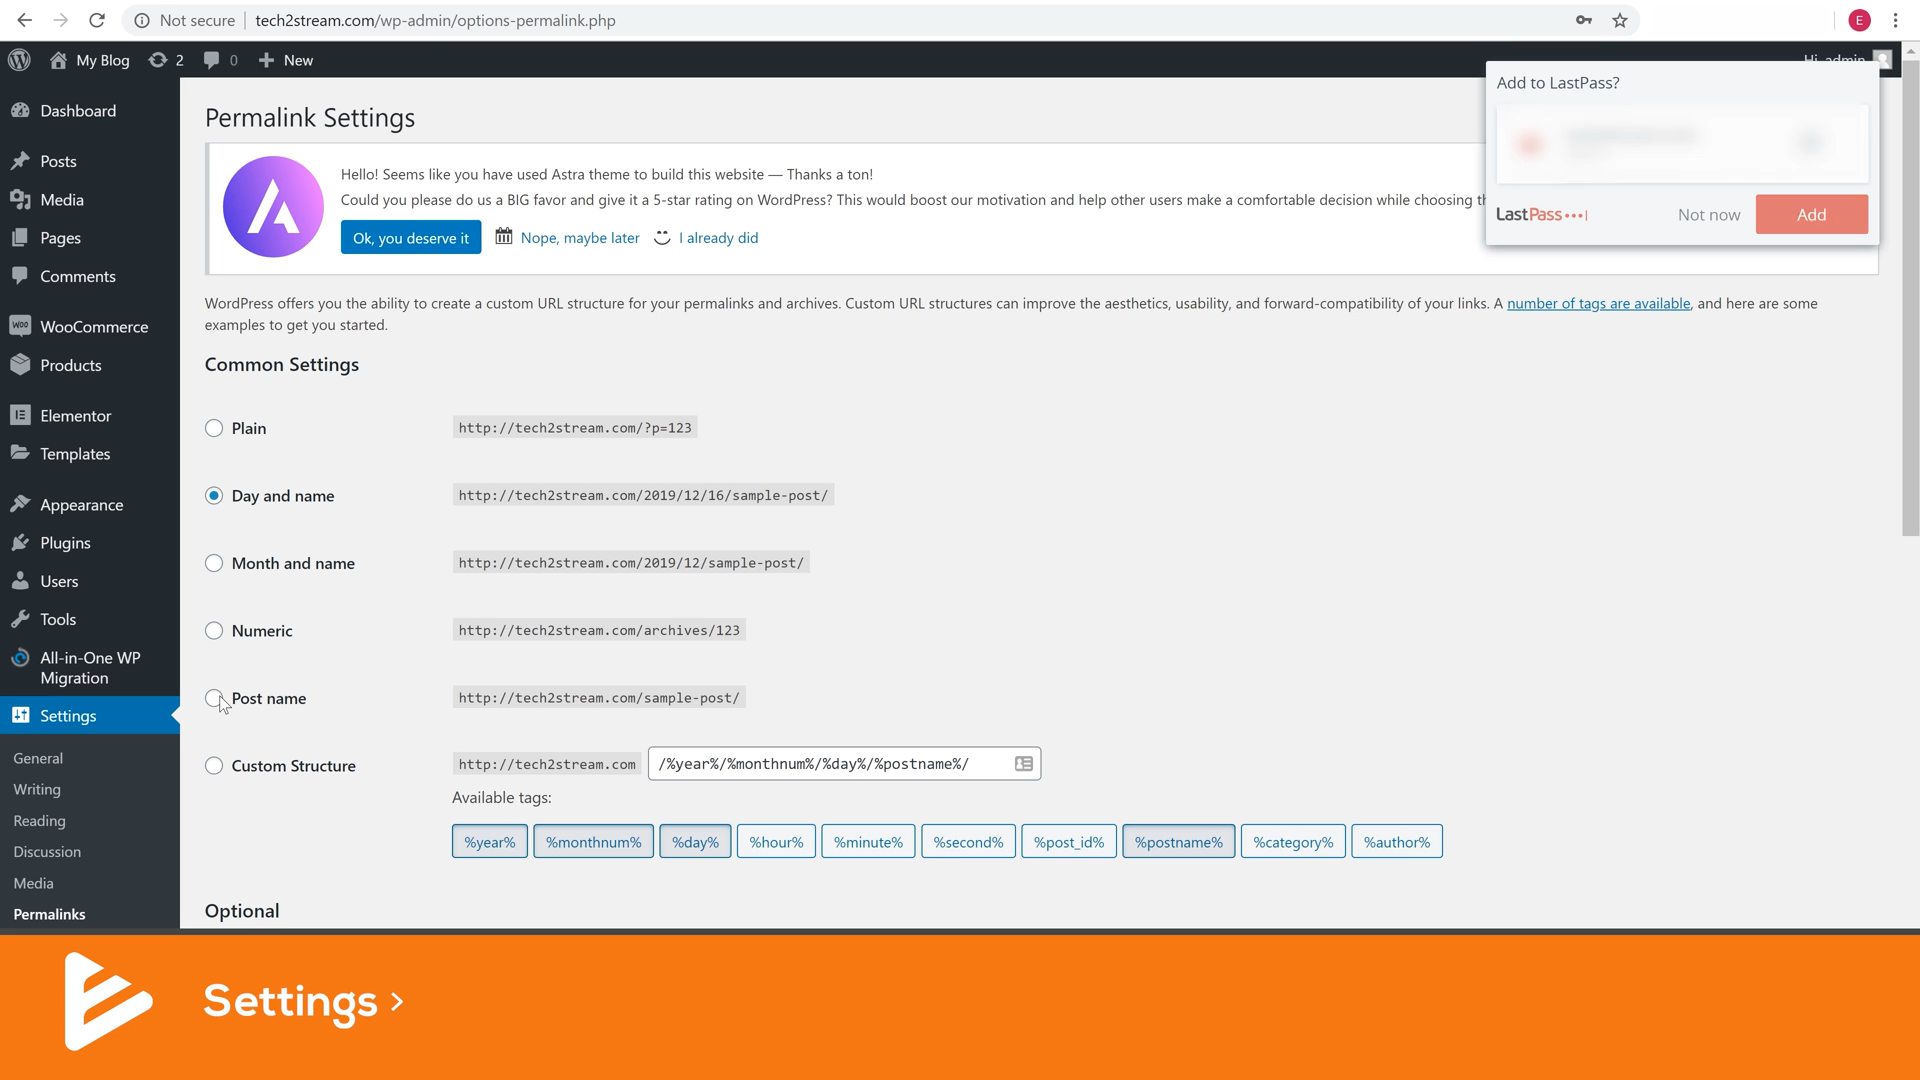 Not secure
tech2stream.com/wp-admin/options-permalink.php
E
My Blog
2
0
New
Hi, admin
Add to LastPass?
LastPass
Not now
Add
Dashboard
Posts
Media
Pages
Comments
WooCommerce
Products
Elementor
Templates
Appearance
Plugins
Users
Tools
All-in-One WP
Migration
Settings
General
Writing
Reading
Discussion
Media
Permalinks
Permalink Settings
Hello! Seems like you have used Astra theme to build this website — Thanks a ton!
Could you please do us a BIG favor and give it a 5-star rating on WordPress? This would boost our motivation and help other users make a comfortable decision while choosing
Ok, you deserve it
Nope, maybe later
I already did
WordPress offers you the ability to create a custom URL structure for your permalinks and archives. Custom URL structures can improve the aesthetics, usability, and forward-compatibility of your links. A number of tags are available, and here are some
examples to get you started.
Common Settings
Plain http://tech2stream.com/?p=123
Day and name http://tech2stream.com/2019/12/16/sample-post/
Month and name http://tech2stream.com/2019/12/sample-post/
Numeric http://tech2stream.com/archives/123
Post name http://tech2stream.com/sample-post/
Custom Structure http://tech2stream.com /%year%/%monthnum%/%day%/%postname%/
Available tags:
%year% %monthnum% %day% %hour% %minute% %second% %post_id% %postname% %category% %author%
Optional
Settings >